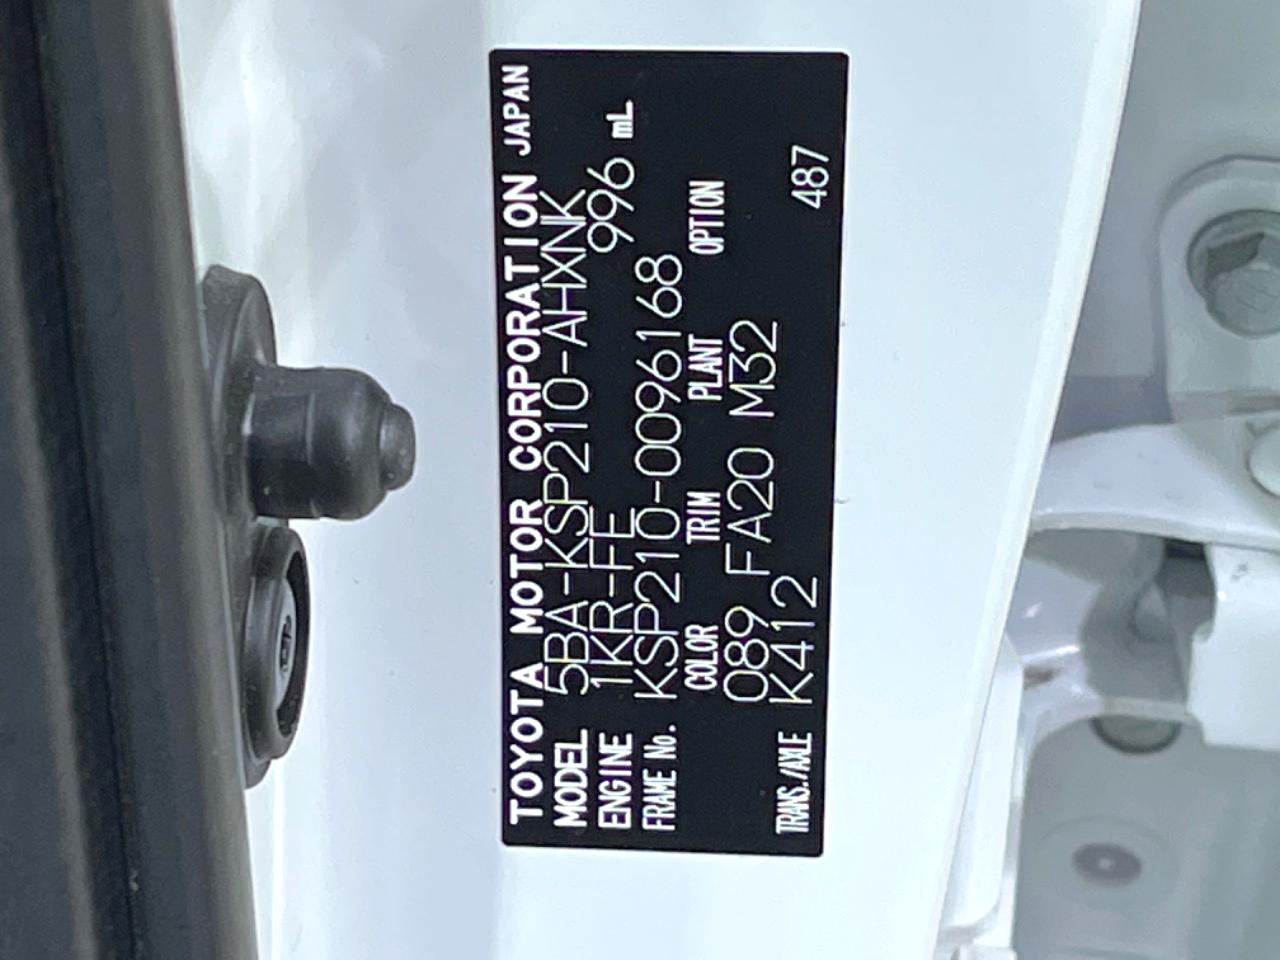 TOYOTA MOTOR CORPORATION JAPAN
MODEL 5BA-KSP210-AHXNK
ENGINE 1KR-FE 996 mL
FRAME No. KSP210-0096168
COLOR TRIM PLANT OPTION
089 FA20 M32
TRANS./AXLE K412 487